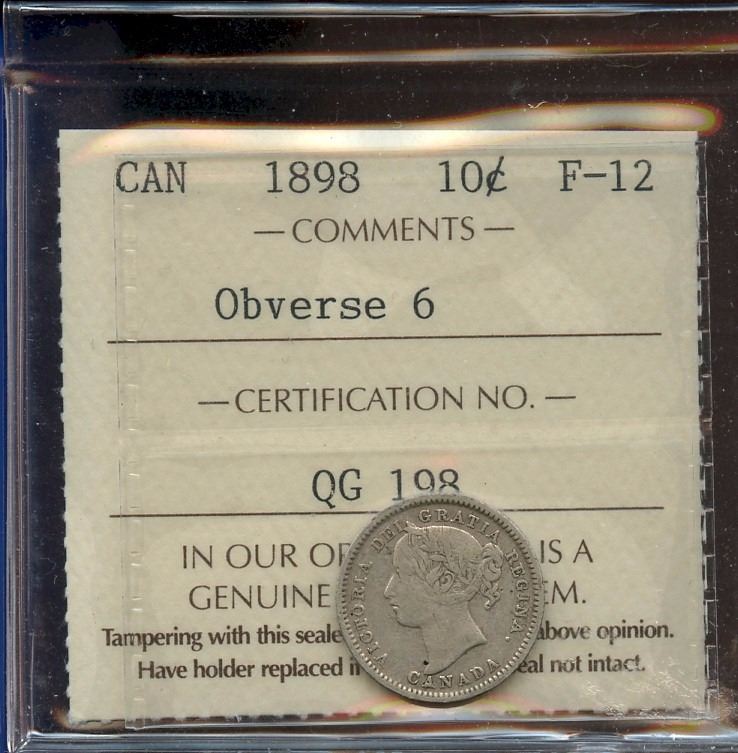 CAN 1898 10¢ F-12
— COMMENTS —
Obverse 6
— CERTIFICATION NO. —
QG 198
IN OUR OP IS A
GENUINE EM.
Tampering with this seale above opinion.
Have holder replaced i eal not intact.
VICTORIA DEI GRATIA REGINA
CANADA